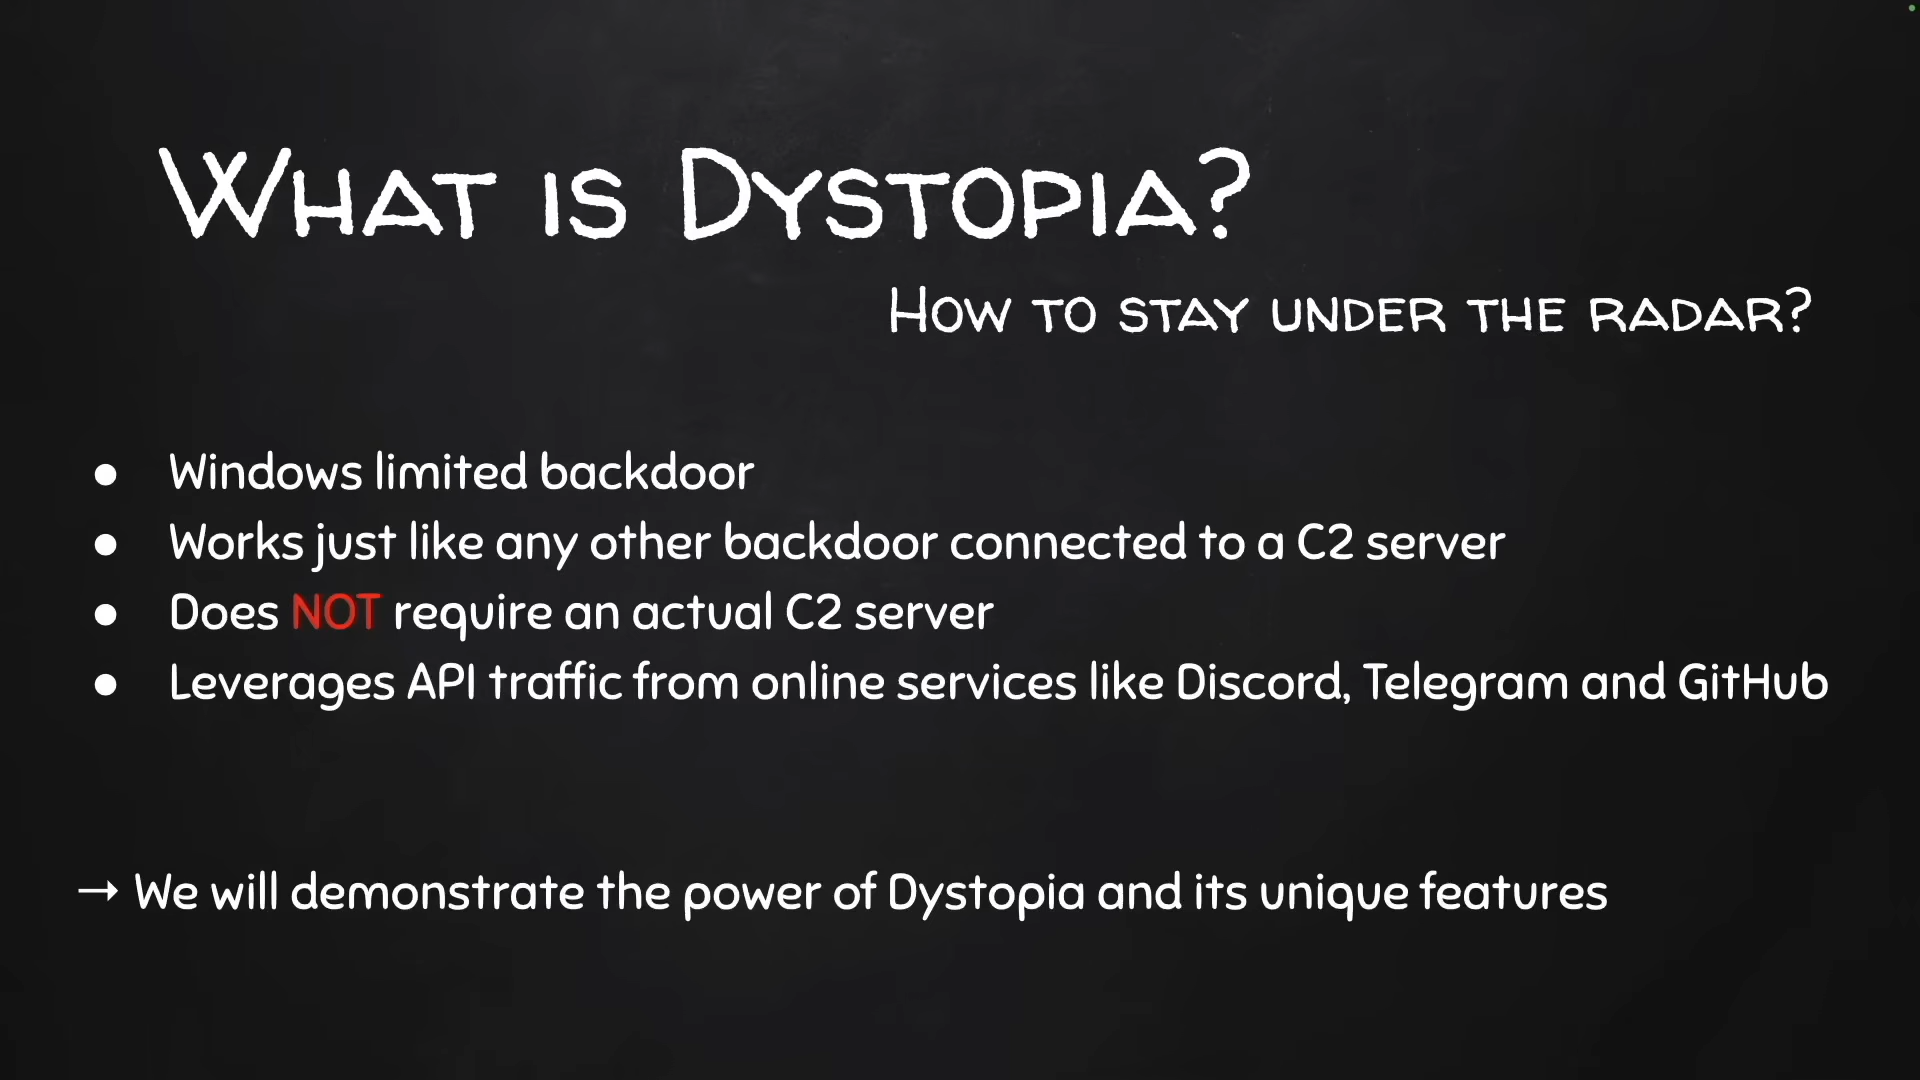 What is Dystopia?
How to stay under the radar?
● Windows limited backdoor
● Works just like any other backdoor connected to a C2 server
● Does NOT require an actual C2 server
● Leverages API traffic from online services like Discord, Telegram and GitHub
→ We will demonstrate the power of Dystopia and its unique features